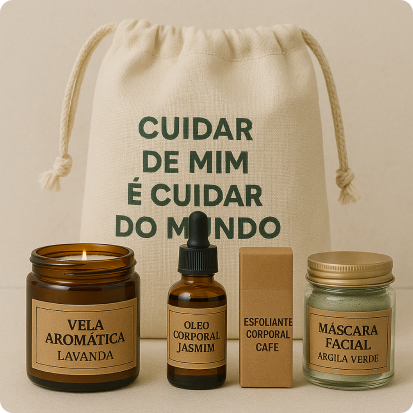 CUIDAR
DE MIM
É CUIDAR
DO MUNDO
VELA
AROMÁTICA
LAVANDA
OLEO
CORPORAL
JASMIM
ESFOLIANTE
CORPORAL
CAFE
MÁSCARA
FACIAL
ARGILA VERDE